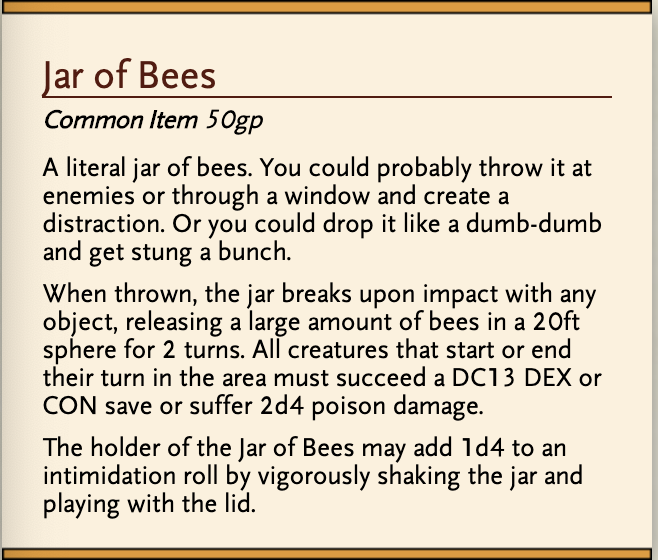 Jar of Bees
Common Item 50gp
A literal jar of bees. You could probably throw it at
enemies or through a window and create a
distraction. Or you could drop it like a dumb-dumb
and get stung a bunch.
When thrown, the jar breaks upon impact with any
object, releasing a large amount of bees in a 20ft
sphere for 2 turns. All creatures that start or end
their turn in the area must succeed a DC13 DEX or
CON save or suffer 2d4 poison damage.
The holder of the Jar of Bees may add 1d4 to an
intimidation roll by vigorously shaking the jar and
playing with the lid.